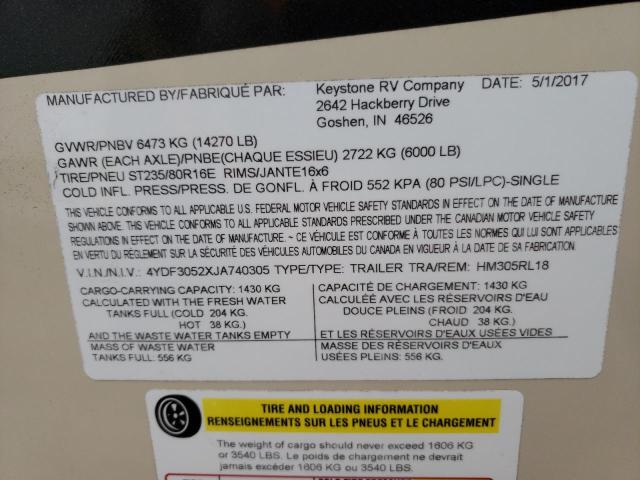 MANUFACTURED BY/FABRIQUÉ PAR: Keystone RV Company DATE: 5/1/2017
2642 Hackberry Drive
Goshen, IN 46526
GVWR/PNBV 6473 KG (14270 LB)
GAWR (EACH AXLE)/PNBE(CHAQUE ESSIEU) 2722 KG (6000 LB)
TIRE/PNEU ST235/80R16E RIMS/JANTE16x6
COLD INFL. PRESS/PRESS. DE GONFL. À FROID 552 KPA (80 PSI/LPC)-SINGLE
THIS VEHICLE CONFORMS TO ALL APPLICABLE U.S. FEDERAL MOTOR VEHICLE SAFETY STANDARDS IN EFFECT ON THE DATE OF MANUFACTURE
SHOWN ABOVE. THIS VEHICLE CONFORMS TO ALL APPLICABLE STANDARDS PRESCRIBED UNDER THE CANADIAN MOTOR VEHICLE SAFETY
REGULATIONS IN EFFECT ON THE DATE OF MANUFACTURE. ~ CE VÉHICULE EST CONFORME À TOUTES LES NORMES QUI LUI SONT APPLICABLES
EN VERTU DU RÈGLEMENT SUR LA SÉCURITÉ DES VÉHICULES AUTOMOBILES DU CANADA EN VIGUEUR À LA DATE DE SA FABRICATION.
V.I.N./N.I.V.: 4YDF3052XJA740305 TYPE/TYPE: TRAILER TRA/REM: HM305RL18
CARGO-CARRYING CAPACITY: 1430 KG
CALCULATED WITH THE FRESH WATER
TANKS FULL (COLD 204 KG.
HOT 38 KG.)
AND THE WASTE WATER TANKS EMPTY
MASS OF WASTE WATER
TANKS FULL: 556 KG
CAPACITÉ DE CHARGEMENT: 1430 KG
CALCULÉE AVEC LES RÉSERVOIRS D'EAU
DOUCE PLEINS (FROID 204 KG.
CHAUD 38 KG.)
ET LES RÉSERVOIRS D'EAUX USÉES VIDES
MASSE DES RÉSERVOIRS D'EAUX
USÉES PLEINS: 556 KG
TIRE AND LOADING INFORMATION
RENSEIGNEMENTS SUR LES PNEUS ET LE CHARGEMENT
The weight of cargo should never exceed 1606 KG
or 3540 LBS. Le poids de chargement ne devrait
jamais excéder 1606 KG ou 3540 LBS.